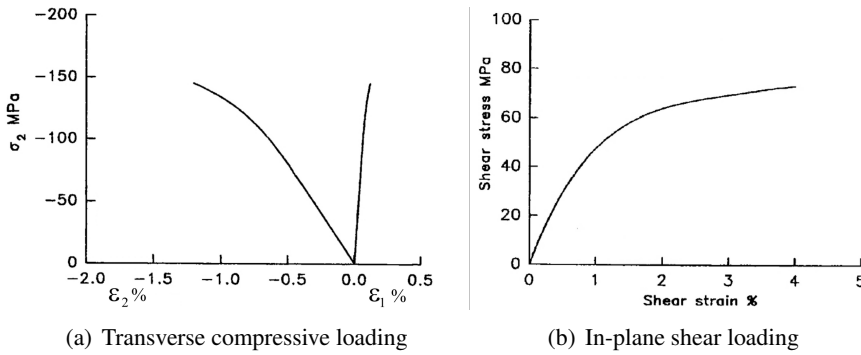 -200
-150
-100
-50
0
σ₂ MPa
-2.0 -1.5 -1.0 -0.5 0.0 0.5
ε₂% ε₁%
(a) Transverse compressive loading
100
80
60
40
20
0
Shear stress MPa
0 1 2 3 4 5
Shear strain %
(b) In-plane shear loading